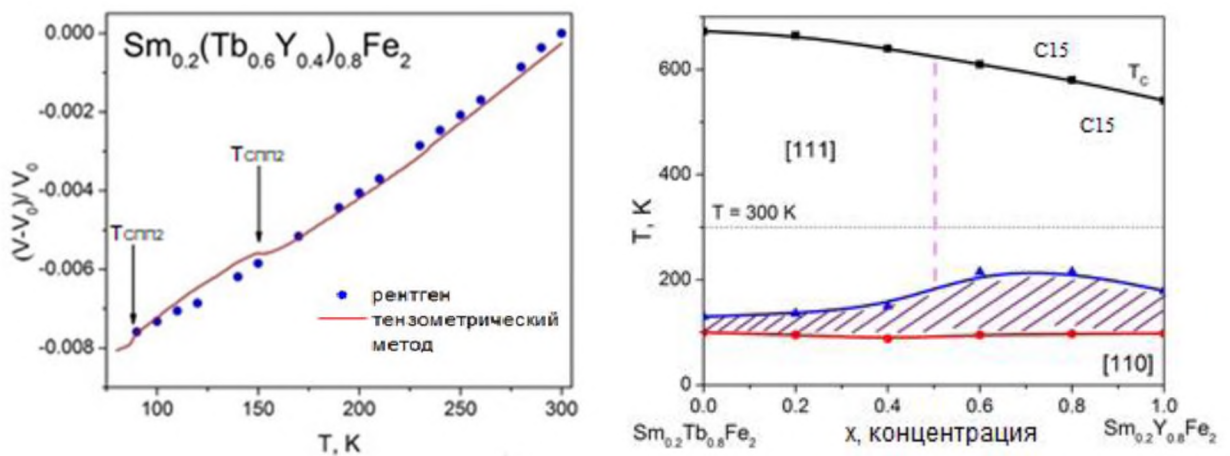 Sm0.2(Tb0.6Y0.4)0.8Fe2
0.000
-0.002
-0.004
-0.006
-0.008
(V-V0)/ V0
TСПП2
TСПП2
рентген
тензометрический
метод
100
150
200
250
300
T, K
600
400
200
0
T, K
C15
TC
C15
[111]
T = 300 K
[110]
0.0
0.2
0.4
0.6
0.8
1.0
Sm0.2Tb0.8Fe2
x, концентрация
Sm0.2Y0.8Fe2